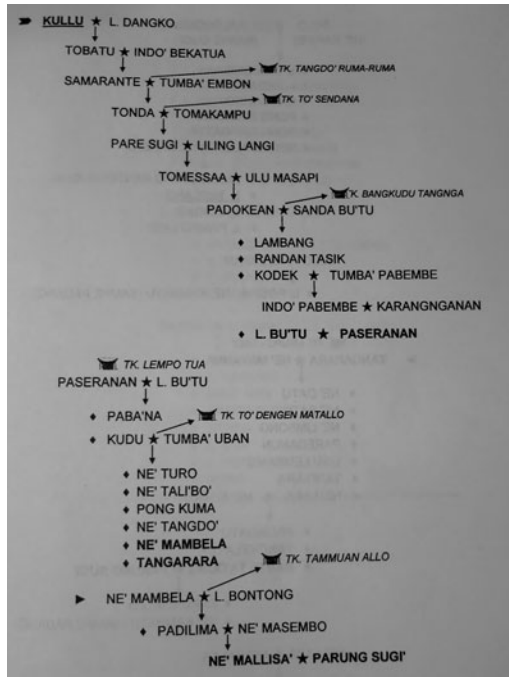 ➽ KULLU ★ L. DANGKO
TOBATU ★ INDO' BEKATUA
TK. TANGDO' RUMA-RUMA
SAMARANTE ★ TUMBA' EMBON
TK. TO' SENDANA
TONDA ★ TOMAKAMPU
PARE SUGI ★ LILING LANGI
TOMESSAA ★ ULU MASAPI
TK. BANGKUDU TANGNGA
PADOKEAN ★ SANDA BU'TU
♦ LAMBANG
♦ RANDAN TASIK
♦ KODEK ★ TUMBA' PABEMBE
INDO' PABEMBE ★ KARANGNGANAN
♦ L. BU'TU ★ PASERANAN
TK. LEMPO TUA
PASERANAN ★ L. BU'TU
♦ PABA'NA
TK. TO' DENGEN MATALLO
♦ KUDU ★ TUMBA' UBAN
♦ NE' TURO
♦ NE' TALI'BO'
♦ PONG KUMA
♦ NE' TANGDO'
♦ NE' MAMBELA
♦ TANGARARA
TK. TAMMUAN ALLO
► NE' MAMBELA ★ L. BONTONG
♦ PADILIMA ★ NE' MASEMBO
NE' MALLISA' ★ PARUNG SUGI'